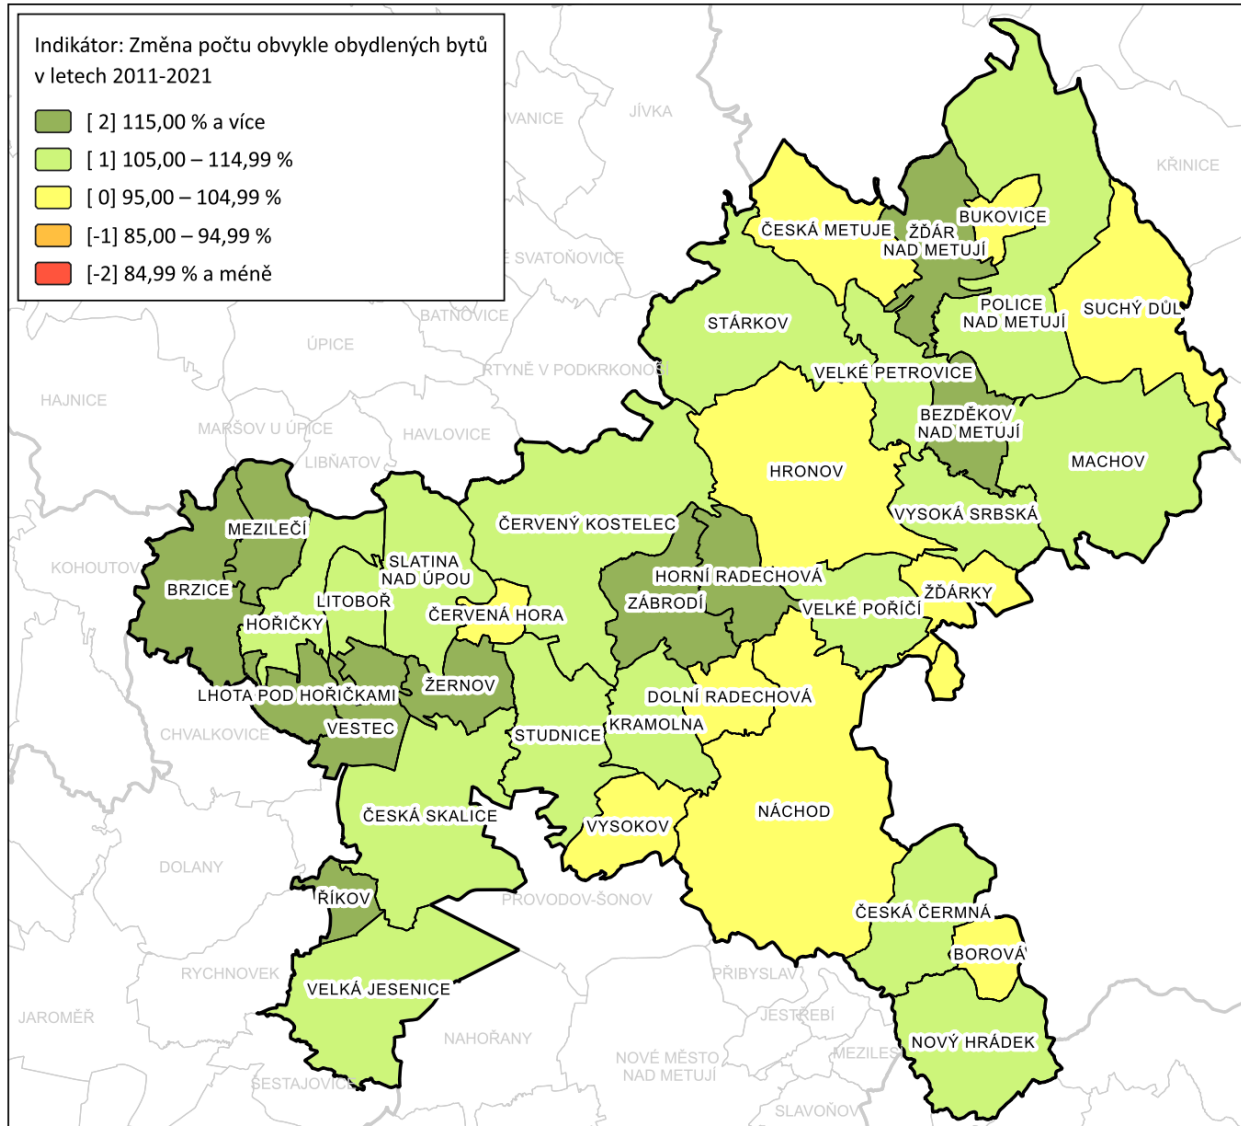 Indikátor: Změna počtu obvykle obydlených bytů
v letech 2011-2021
[ 2] 115,00 % a více
[ 1] 105,00 – 114,99 %
[ 0] 95,00 – 104,99 %
[-1] 85,00 – 94,99 %
[-2] 84,99 % a méně
JÍVKA
KŘINICE
ČESKÁ METUJE
BUKOVICE
ŽĎÁR
NAD METUJÍ
SVATOŇOVICE
POLICE
NAD METUJÍ
SUCHÝ DŮL
BATŇOVICE
STÁRKOV
ÚPICE
RTYNĚ V PODKRKONOŠÍ
VELKÉ PETROVICE
HAJNICE
BEZDĚKOV
NAD METUJÍ
MARŠOV U ÚPICE
HAVLOVICE
LIBŇATOV
HRONOV
MACHOV
VYSOKÁ SRBSKÁ
MEZILEČÍ
ČERVENÝ KOSTELEC
KOHOUTOV
BRZICE
SLATINA
NAD ÚPOU
HORNÍ RADECHOVÁ
LITOBOŘ
ZÁBRODÍ
ŽĎÁRKY
VELKÉ POŘÍČÍ
HOŘIČKY
ČERVENÁ HORA
LHOTA POD HOŘIČKAMI
ŽERNOV
DOLNÍ RADECHOVÁ
KRAMOLNA
CHVALKOVICE
VESTEC
STUDNICE
ČESKÁ SKALICE
VYSOKOV
NÁCHOD
DOLANY
ŘÍKOV
PROVODOV-ŠONOV
ČESKÁ ČERMNÁ
BOROVÁ
RYCHNOVEK
PŘIBYSLAV
VELKÁ JESENICE
JAROMĚŘ
JESTŘEBÍ
NAHOŘANY
NOVÝ HRÁDEK
MEZILES
NOVÉ MĚSTO
NAD METUJÍ
ŠESTAJOVICE
SLAVOŇOV